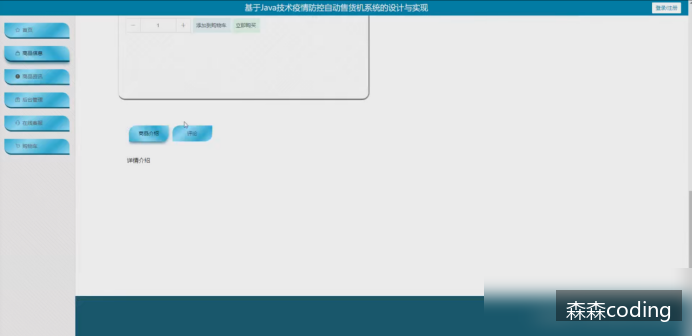 基于Java技术疫情防控自动售货机系统的设计与实现
登录/注册
首页
商品信息
商品资讯
后台管理
在线客服
购物车
− 1 + 添加到购物车 立即购买
商品介绍 评论
详情介绍
森森coding